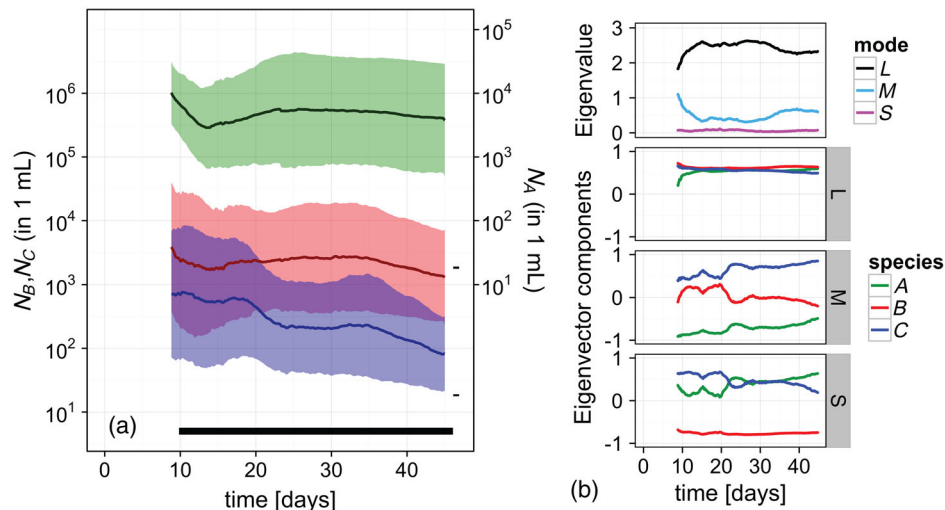 N_B,N_C (in 1 mL)
10^6
10^5
10^4
10^3
10^2
10^1
(a)
0
10
20
30
40
time [days]
10^5
10^4
10^3
10^2
10^1
N_A (in 1 mL)
(b)
Eigenvalue
3
2
1
0
mode
L
M
S
Eigenvector components
1
0
-1
L
1
0
-1
M
1
0
-1
S
species
A
B
C
0
10
20
30
40
time [days]